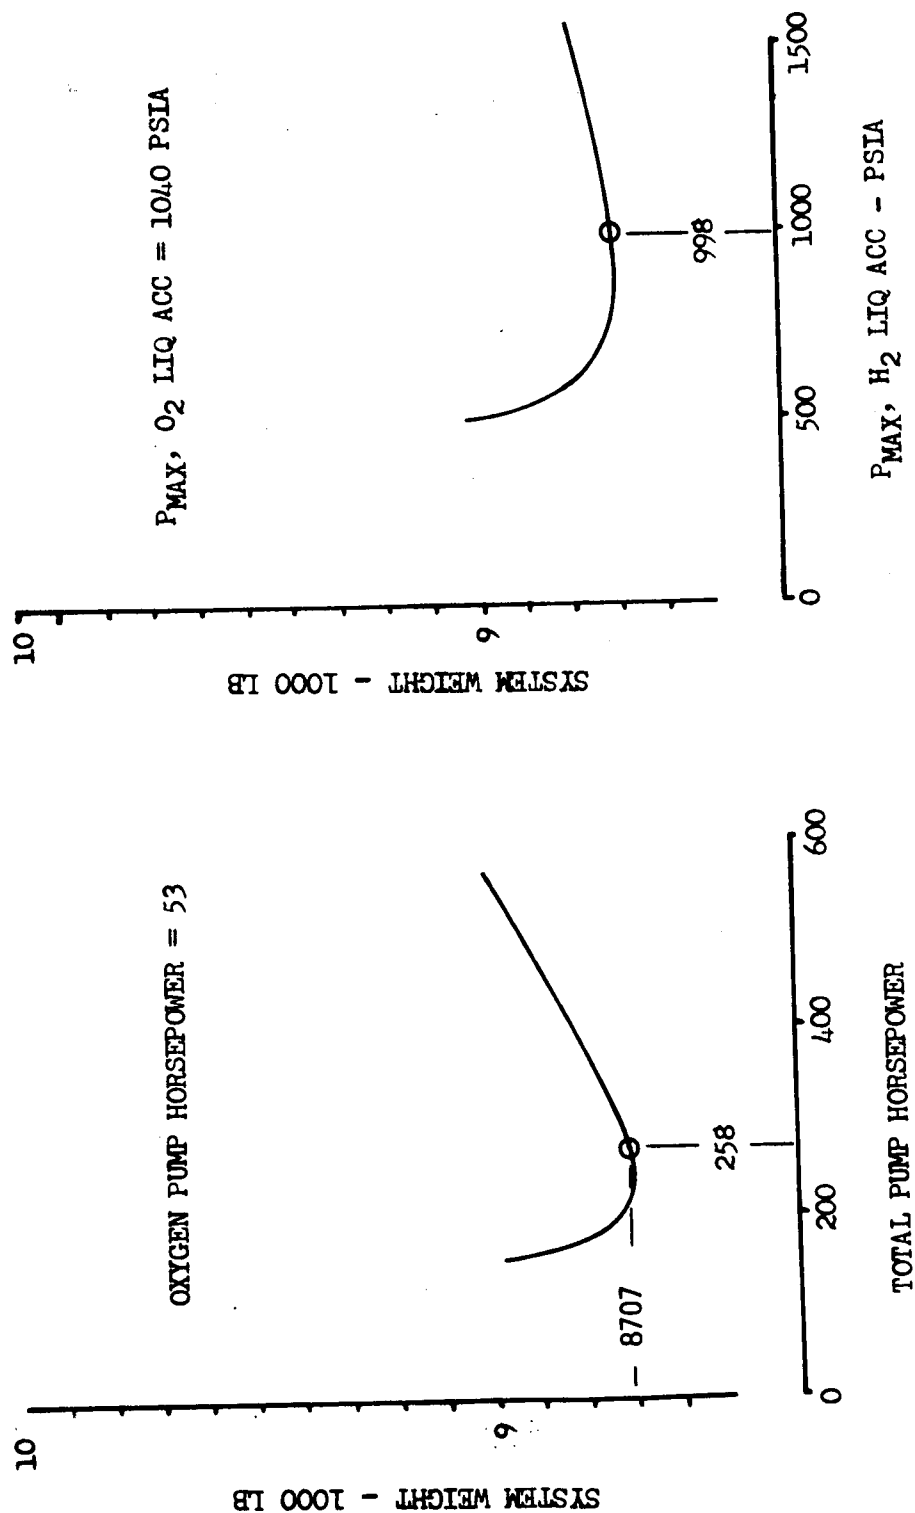 OXYGEN PUMP HORSEPOWER = 53
10
9
SYSTEM WEIGHT - 1000 LB
8707
258
0
200
400
600
TOTAL PUMP HORSEPOWER
PMAX, O2 LIQ ACC = 1040 PSIA
10
9
SYSTEM WEIGHT - 1000 LB
998
0
500
1000
1500
PMAX, H2 LIQ ACC - PSIA